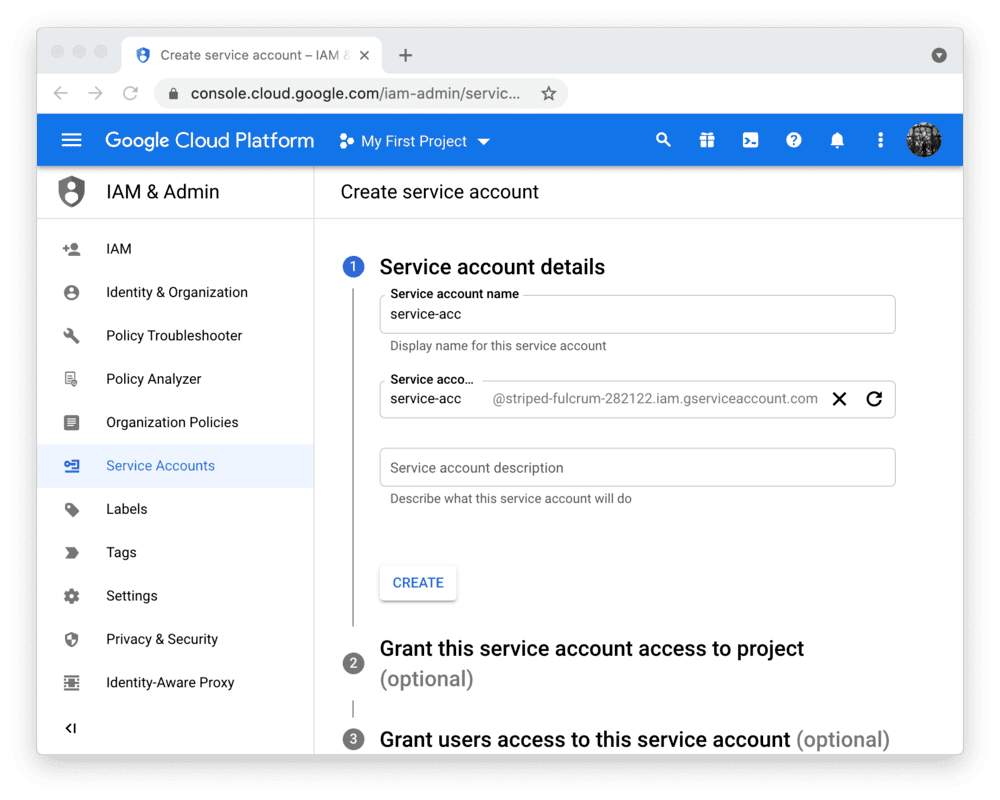 Create service account – IAM &
console.cloud.google.com/iam-admin/servic...
Google Cloud Platform
My First Project
IAM & Admin
Create service account
IAM
Identity & Organization
Policy Troubleshooter
Policy Analyzer
Organization Policies
Service Accounts
Labels
Tags
Settings
Privacy & Security
Identity-Aware Proxy
1 Service account details
Service account name
service-acc
Display name for this service account
Service acco...
service-acc @striped-fulcrum-282122.iam.gserviceaccount.com
Service account description
Describe what this service account will do
CREATE
2 Grant this service account access to project
(optional)
3 Grant users access to this service account (optional)